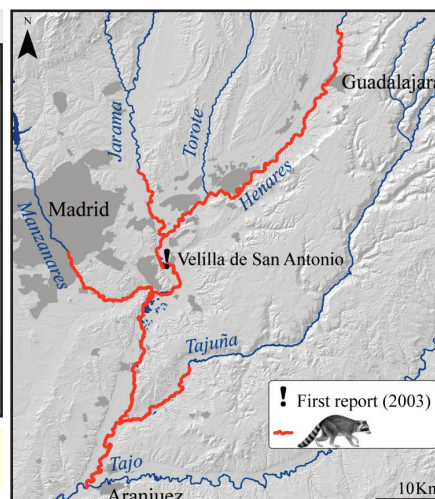 N
Guadalajara
Jarama
Torote
Henares
Madrid
Manzanares
! Velilla de San Antonio
Tajuña
! First report (2003)
Tajo
Aranjuez
10Km